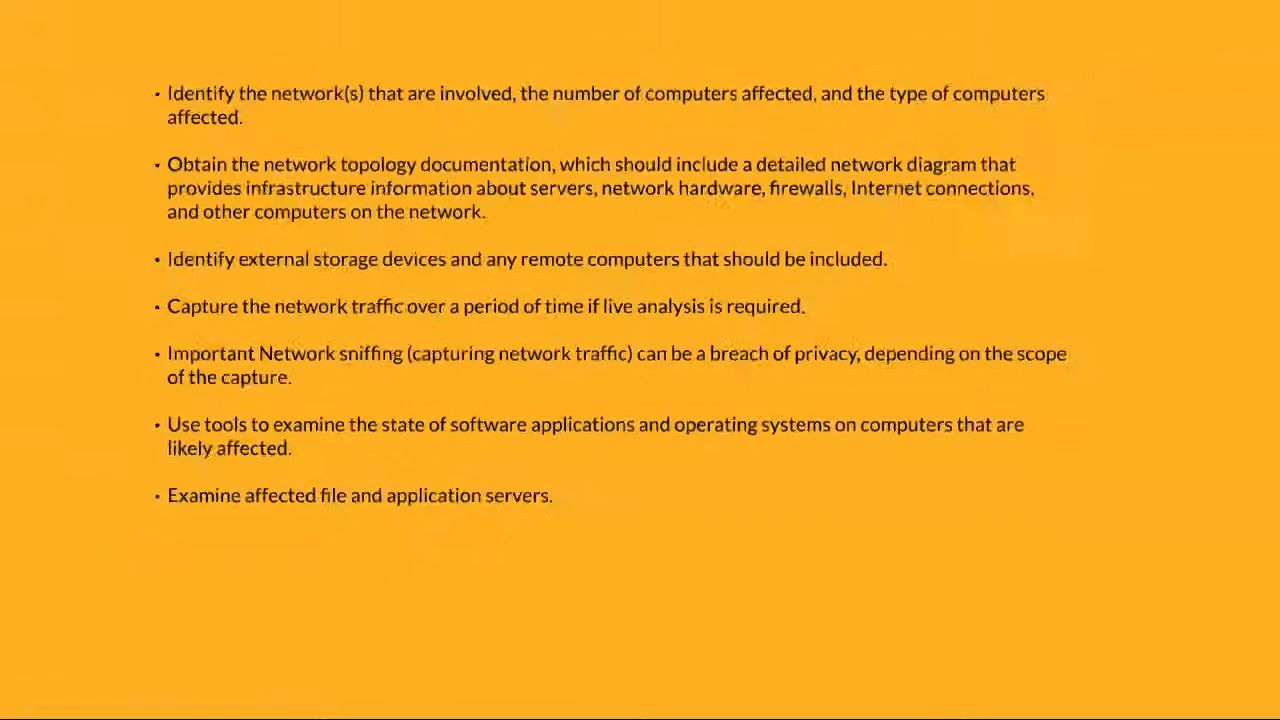 • Identify the network(s) that are involved, the number of computers affected, and the type of computers
affected.
• Obtain the network topology documentation, which should include a detailed network diagram that
provides infrastructure information about servers, network hardware, firewalls, Internet connections,
and other computers on the network.
• Identify external storage devices and any remote computers that should be included.
• Capture the network traffic over a period of time if live analysis is required.
• Important Network sniffing (capturing network traffic) can be a breach of privacy, depending on the scope
of the capture.
• Use tools to examine the state of software applications and operating systems on computers that are
likely affected.
• Examine affected file and application servers.